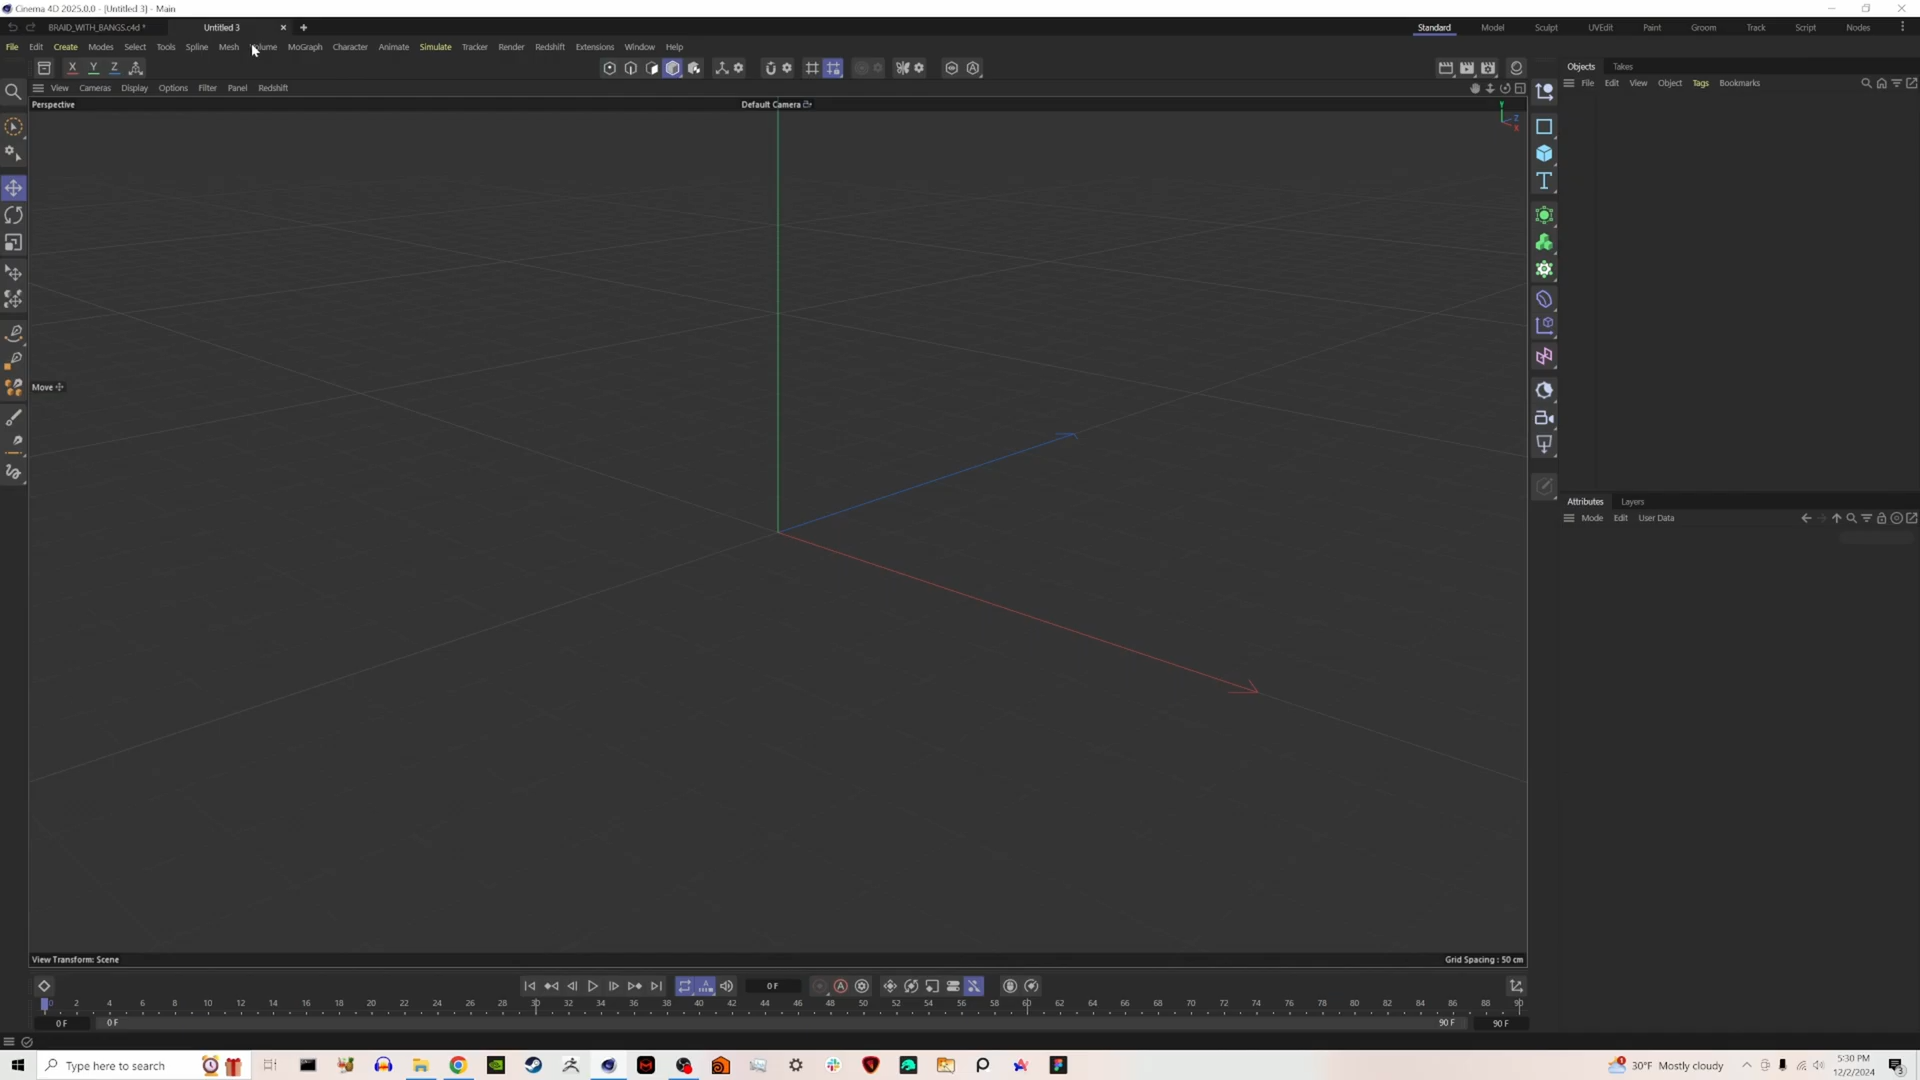 Cinema 4D 2025.0.0 - [Untitled 3] - Main
BRAID_WITH_BANGS.c4d *
Untitled 3
Standard
Model
Sculpt
UVEdit
Paint
Groom
Track
Script
Nodes
File Edit Create Modes Select Tools Spline Mesh Volume MoGraph Character Animate Simulate Tracker Render Redshift Extensions Window Help
X Y Z
Objects Takes
File Edit View Object Tags Bookmarks
View Cameras Display Options Filter Panel Redshift
Perspective
Default Camera
Y
Z
X
Move
Attributes Layers
Mode Edit User Data
View Transform: Scene
Grid Spacing : 50 cm
0 F
0 2 4 6 8 10 12 14 16 18 20 22 24 26 28 30 32 34 36 38 40 42 44 46 48 50 52 54 56 58 60 62 64 66 68 70 72 74 76 78 80 82 84 86 88 90
0 F
0 F
90 F
90 F
Type here to search
30°F Mostly cloudy
5:30 PM
12/2/2024